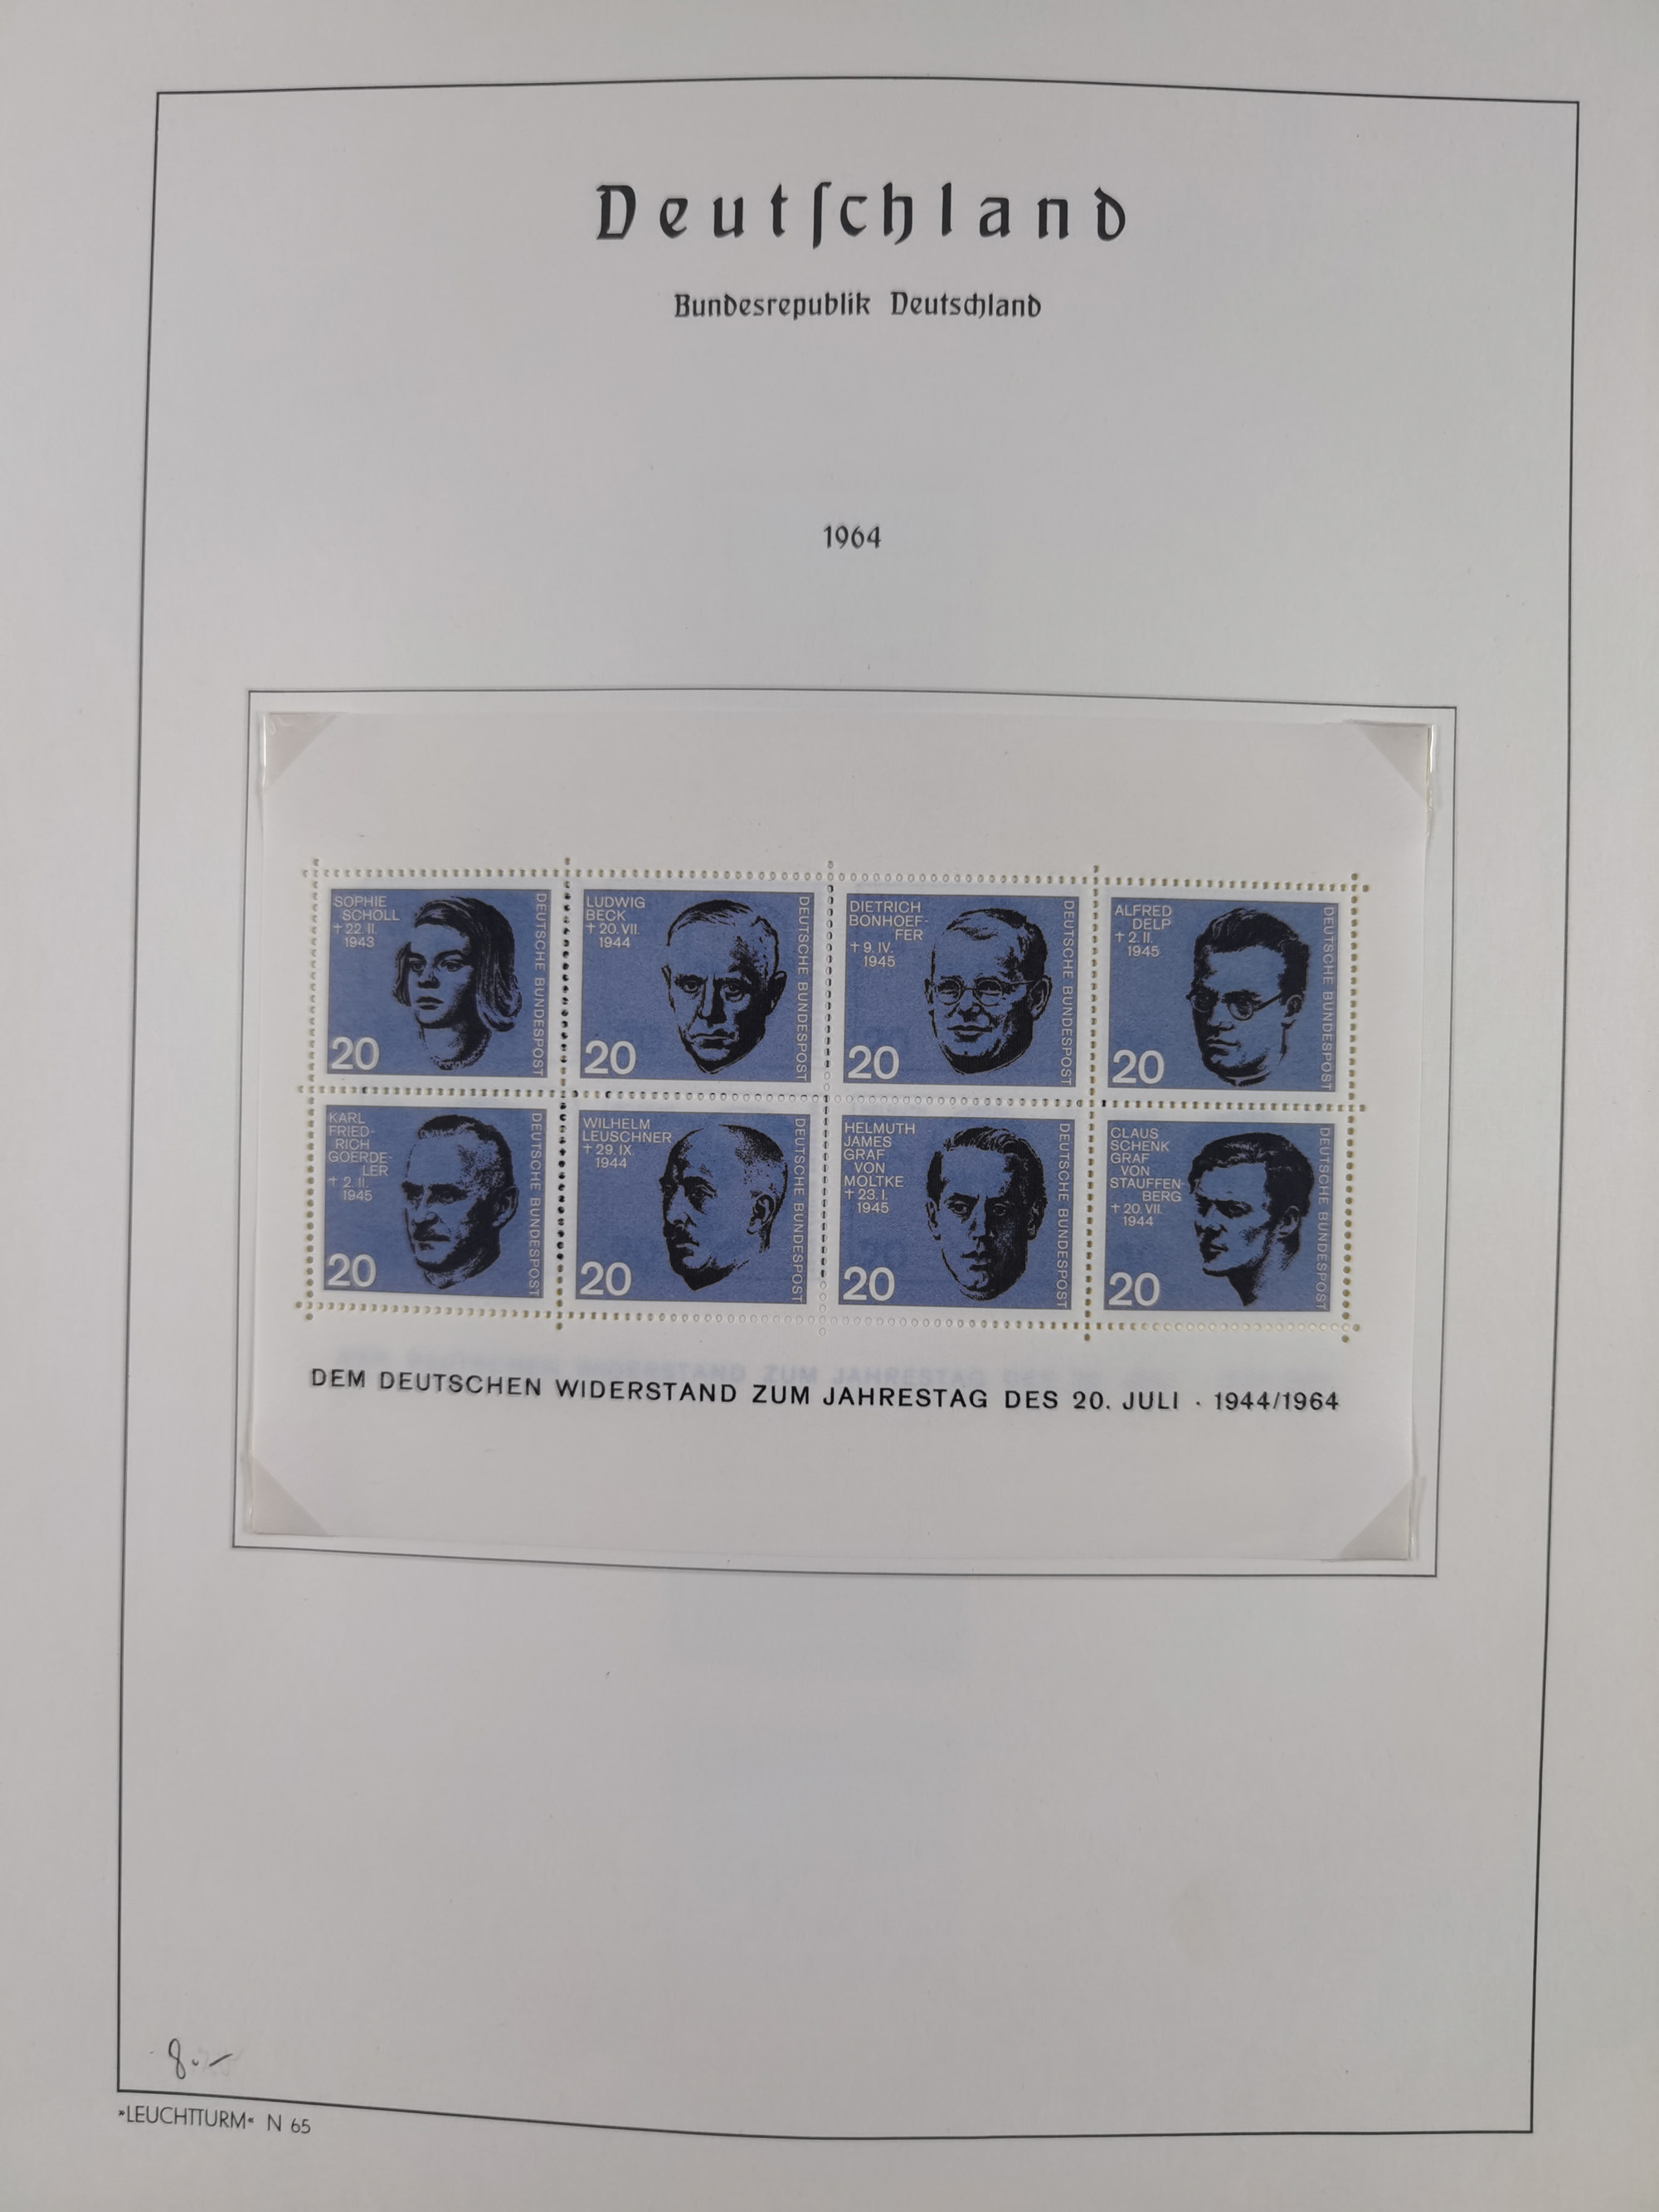 Deutſchland
Bundesrepublik Deutschland
1964
SOPHIE
SCHOLL
† 22. II.
1943
DEUTSCHE BUNDESPOST
20
LUDWIG
BECK
† 20. VII.
1944
DEUTSCHE BUNDESPOST
20
DIETRICH
BONHOEF-
FER
† 9. IV.
1945
DEUTSCHE BUNDESPOST
20
ALFRED
DELP
† 2. II.
1945
DEUTSCHE BUNDESPOST
20
KARL
FRIED-
RICH
GOERDE-
LER
† 2. II.
1945
DEUTSCHE BUNDESPOST
20
WILHELM
LEUSCHNER
† 29. IX.
1944
DEUTSCHE BUNDESPOST
20
HELMUTH
JAMES
GRAF
VON
MOLTKE
† 23. I.
1945
DEUTSCHE BUNDESPOST
20
CLAUS
SCHENK
GRAF
VON
STAUFFEN-
BERG
† 20. VII.
1944
DEUTSCHE BUNDESPOST
20
DEM DEUTSCHEN WIDERSTAND ZUM JAHRESTAG DES 20. JULI · 1944/1964
8.-
»LEUCHTTURM« N 65